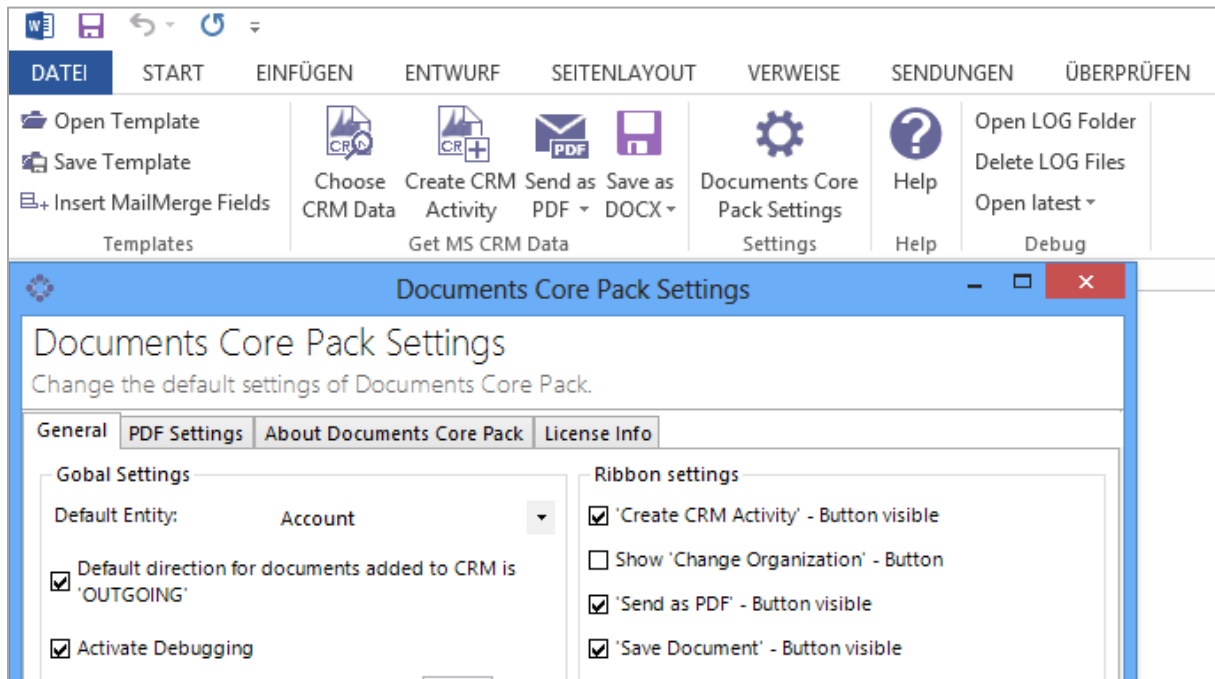 DATEI START EINFÜGEN ENTWURF SEITENLAYOUT VERWEISE SENDUNGEN ÜBERPRÜFEN
Open Template
Save Template
Insert MailMerge Fields
Templates
CRM
Choose
CRM Data
CR
Create CRM
Activity
PDF
Send as
PDF
Save as
DOCX
Get MS CRM Data
Documents Core
Pack Settings
Settings
Help
Help
Open LOG Folder
Delete LOG Files
Open latest
Debug
Documents Core Pack Settings
Documents Core Pack Settings
Change the default settings of Documents Core Pack.
General PDF Settings About Documents Core Pack License Info
Gobal Settings
Default Entity: Account
Default direction for documents added to CRM is
'OUTGOING'
Activate Debugging
Ribbon settings
'Create CRM Activity' - Button visible
Show 'Change Organization' - Button
'Send as PDF' - Button visible
'Save Document' - Button visible